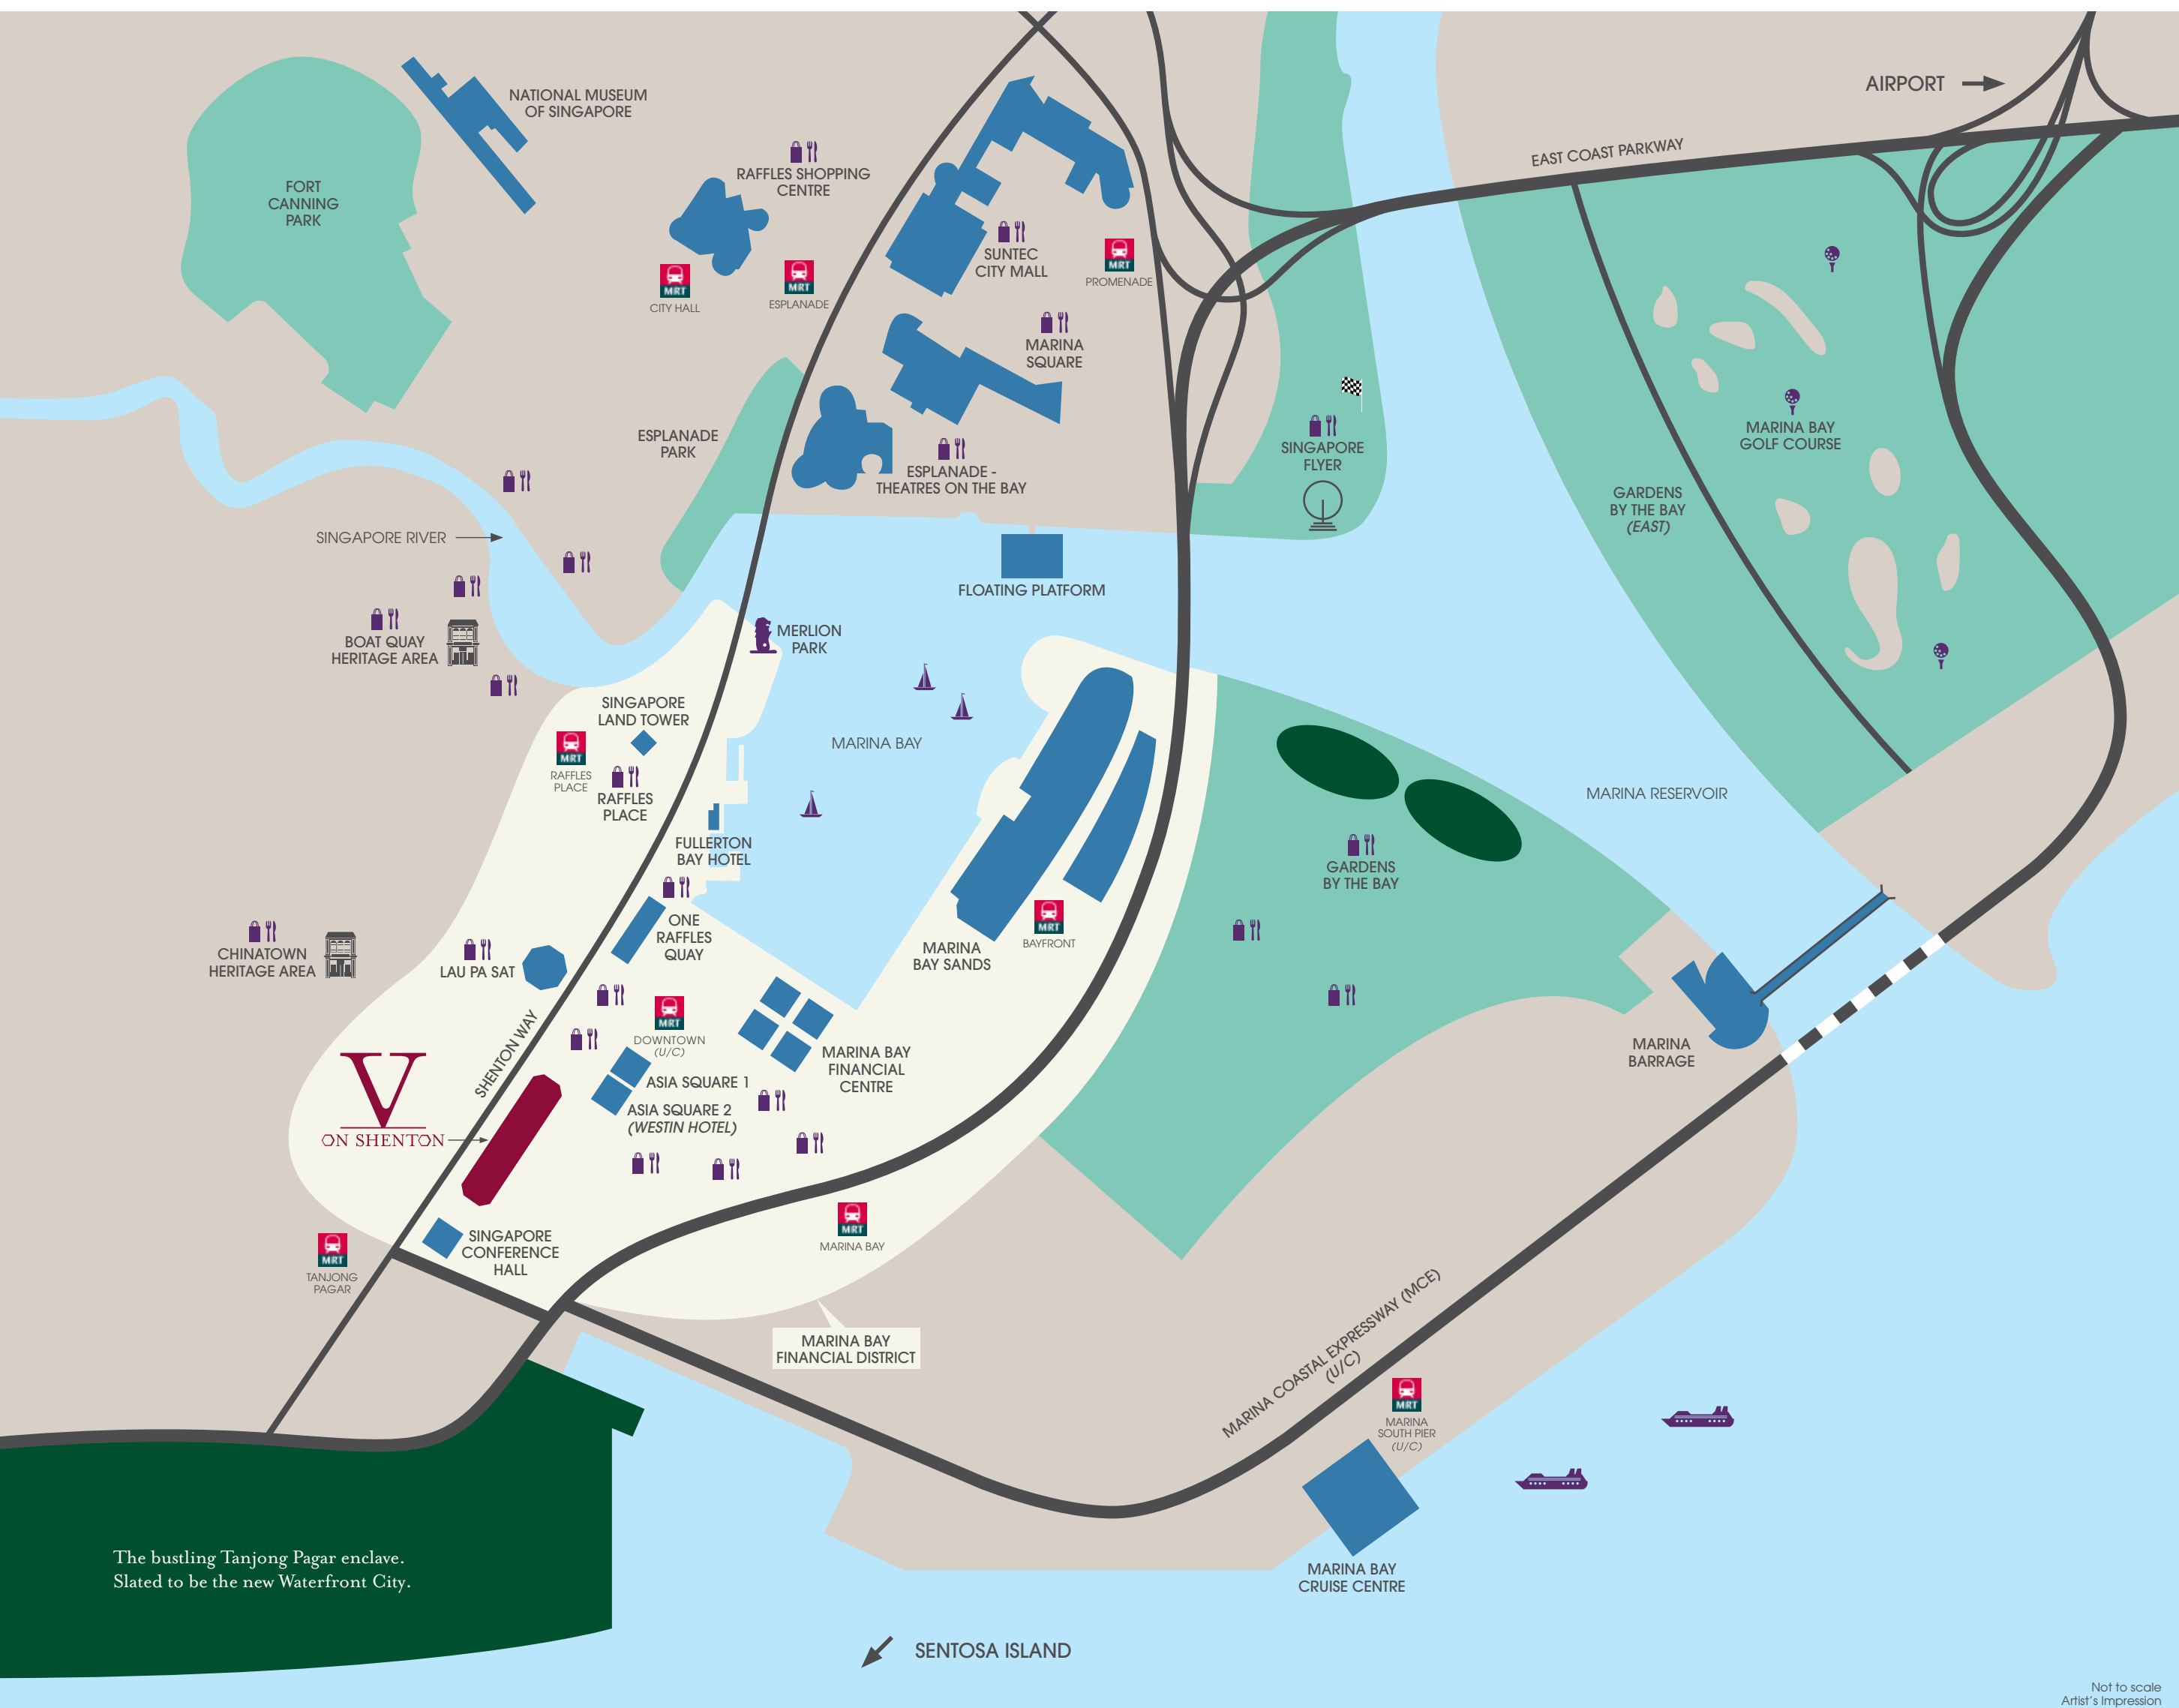 NATIONAL MUSEUM
OF SINGAPORE
AIRPORT
EAST COAST PARKWAY
FORT
CANNING
PARK
RAFFLES SHOPPING
CENTRE
SUNTEC
CITY MALL
MRT
CITY HALL
MRT
ESPLANADE
MRT
PROMENADE
MARINA
SQUARE
ESPLANADE
PARK
ESPLANADE -
THEATRES ON THE BAY
SINGAPORE
FLYER
MARINA BAY
GOLF COURSE
GARDENS
BY THE BAY
(EAST)
SINGAPORE RIVER
FLOATING PLATFORM
BOAT QUAY
HERITAGE AREA
MERLION
PARK
SINGAPORE
LAND TOWER
MRT
RAFFLES
PLACE
RAFFLES
PLACE
MARINA BAY
MARINA RESERVOIR
FULLERTON
BAY HOTEL
GARDENS
BY THE BAY
ONE
RAFFLES
QUAY
CHINATOWN
HERITAGE AREA
LAU PA SAT
MARINA
BAY SANDS
MRT
BAYFRONT
SHENTON WAY
MRT
DOWNTOWN
(U/C)
MARINA BAY
FINANCIAL
CENTRE
MARINA
BARRAGE
ASIA SQUARE 1
ASIA SQUARE 2
(WESTIN HOTEL)
V
ON SHENTON
SINGAPORE
CONFERENCE
HALL
MRT
TANJONG
PAGAR
MRT
MARINA BAY
MARINA BAY
FINANCIAL DISTRICT
MARINA COASTAL EXPRESSWAY (MCE)
(U/C)
MRT
MARINA
SOUTH PIER
(U/C)
MARINA BAY
CRUISE CENTRE
The bustling Tanjong Pagar enclave.
Slated to be the new Waterfront City.
SENTOSA ISLAND
Not to scale
Artist's Impression